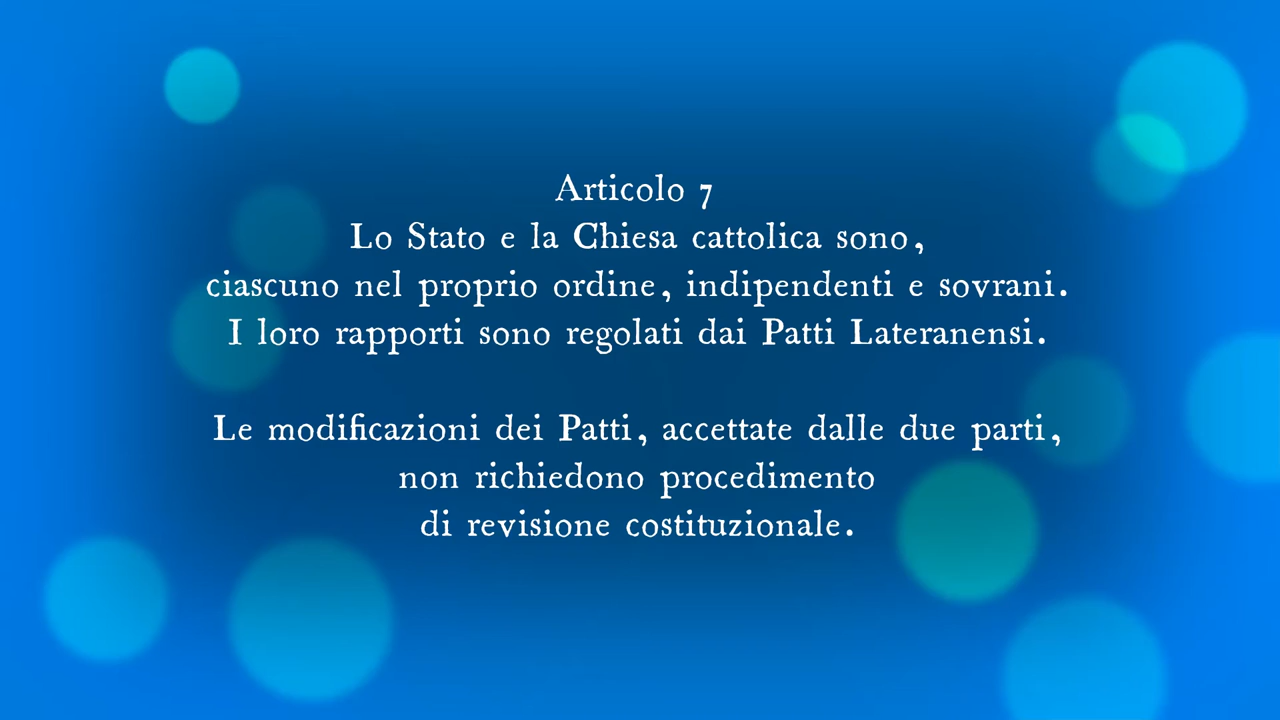 Articolo 7
Lo Stato e la Chiesa cattolica sono,
ciascuno nel proprio ordine, indipendenti e sovrani.
I loro rapporti sono regolati dai Patti Lateranensi.
Le modificazioni dei Patti, accettate dalle due parti,
non richiedono procedimento
di revisione costituzionale.